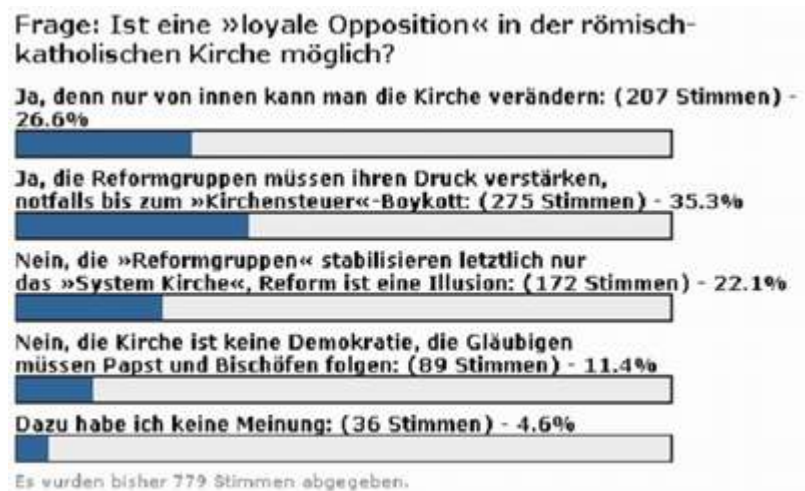 Frage: Ist eine »loyale Opposition« in der römisch-
katholischen Kirche möglich?
Ja, denn nur von innen kann man die Kirche verändern: (207 Stimmen) -
26.6%
Ja, die Reformgruppen müssen ihren Druck verstärken,
notfalls bis zum »Kirchensteuer«-Boykott: (275 Stimmen) - 35.3%
Nein, die »Reformgruppen« stabilisieren letztlich nur
das »System Kirche«, Reform ist eine Illusion: (172 Stimmen) - 22.1%
Nein, die Kirche ist keine Demokratie, die Gläubigen
müssen Papst und Bischöfen folgen: (89 Stimmen) - 11.4%
Dazu habe ich keine Meinung: (36 Stimmen) - 4.6%
Es wurden bisher 779 Stimmen abgegeben.